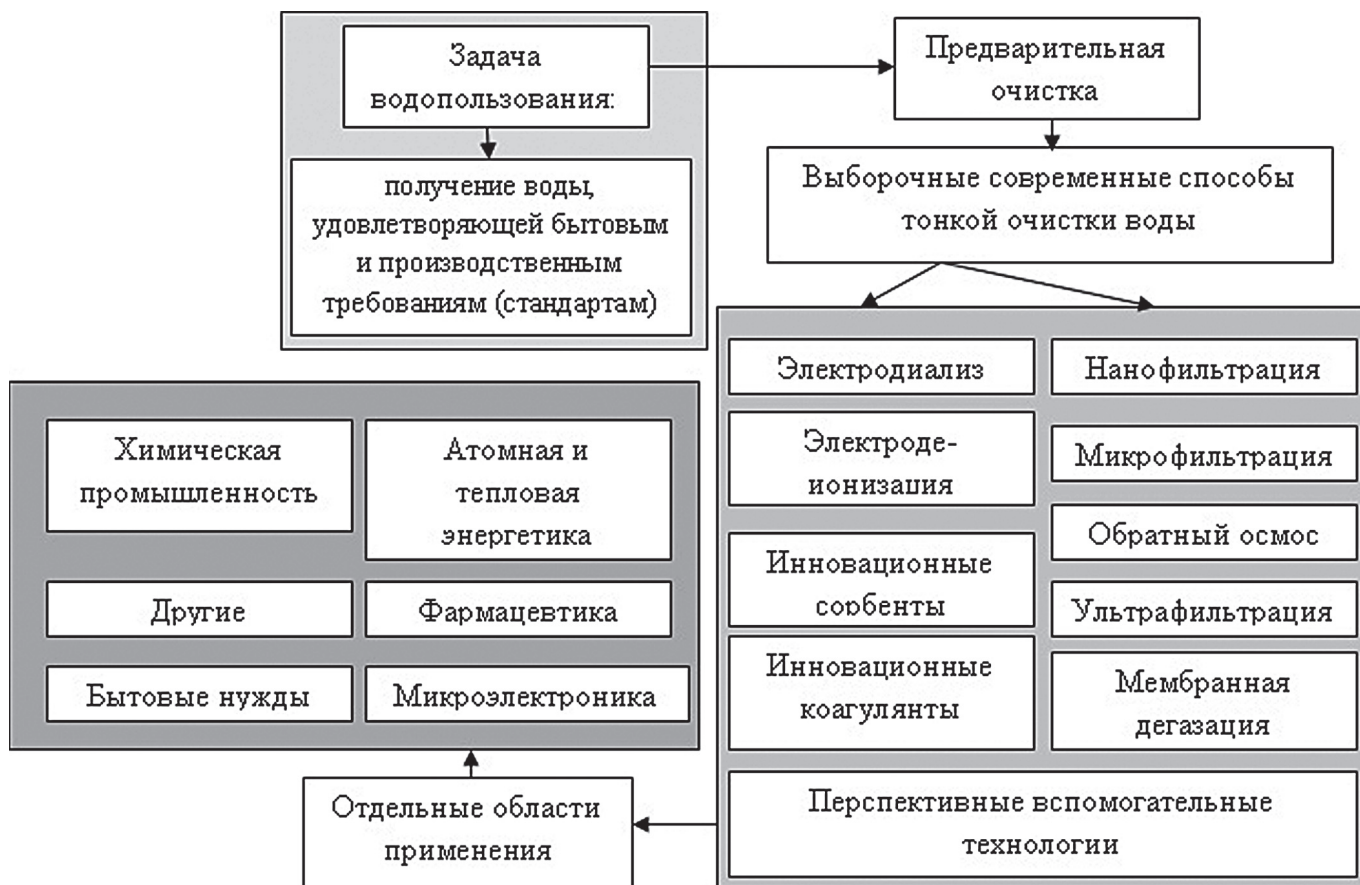 Задача
водопользования:
получение воды,
удовлетворяющей бытовым
и производственным
требованиям (стандартам)
Предварительная
очистка
Выборочные современные способы
тонкой очистки воды
Электродиализ
Нанофильтрация
Электроде-
ионизация
Микрофильтрация
Обратный осмос
Инновационные
сорбенты
Ультрафильтрация
Инновационные
коагулянты
Мембранная
дегазация
Перспективные вспомогательные
технологии
Отдельные области
применения
Химическая
промышленность
Атомная и
тепловая
энергетика
Другие
Фармацевтика
Бытовые нужды
Микроэлектроника